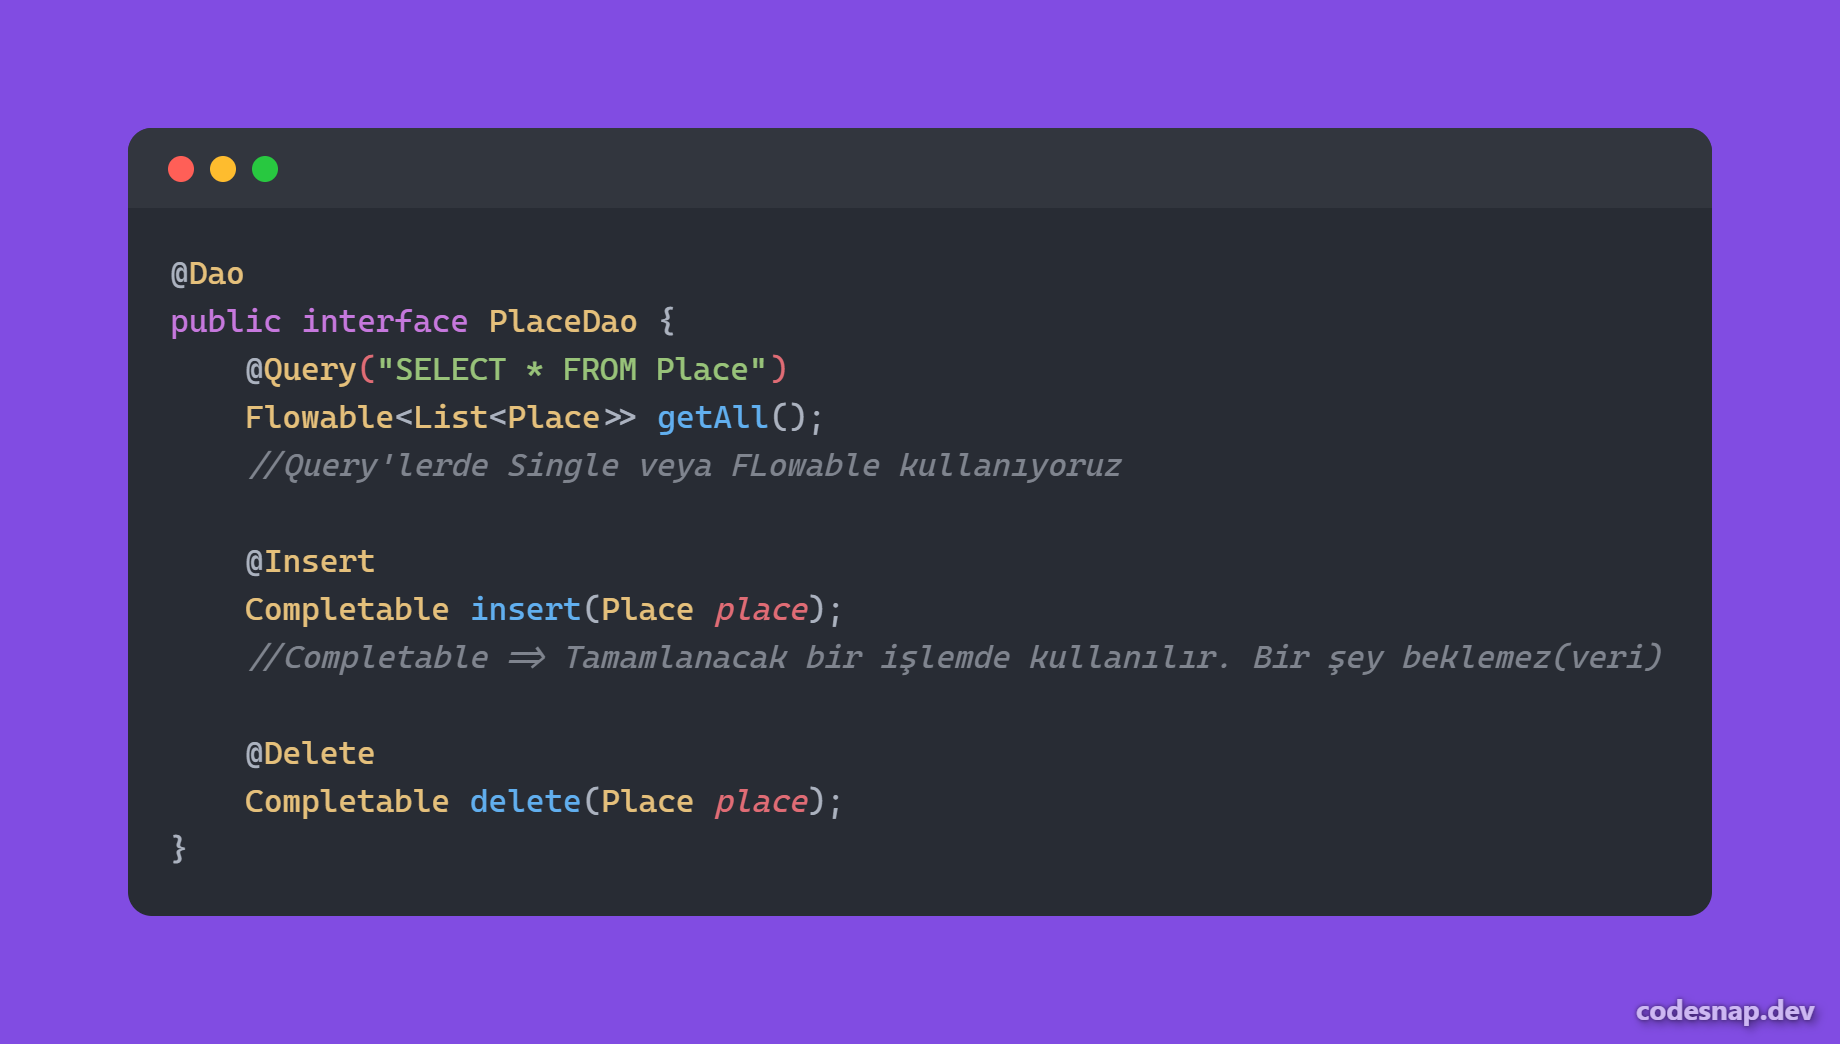 @Dao
public interface PlaceDao {
    @Query("SELECT * FROM Place")
    Flowable<List<Place>> getAll();
    //Query'lerde Single veya FLowable kullanıyoruz

    @Insert
    Completable insert(Place place);
    //Completable => Tamamlanacak bir işlemde kullanılır. Bir şey beklemez(veri)

    @Delete
    Completable delete(Place place);
}
codesnap.dev